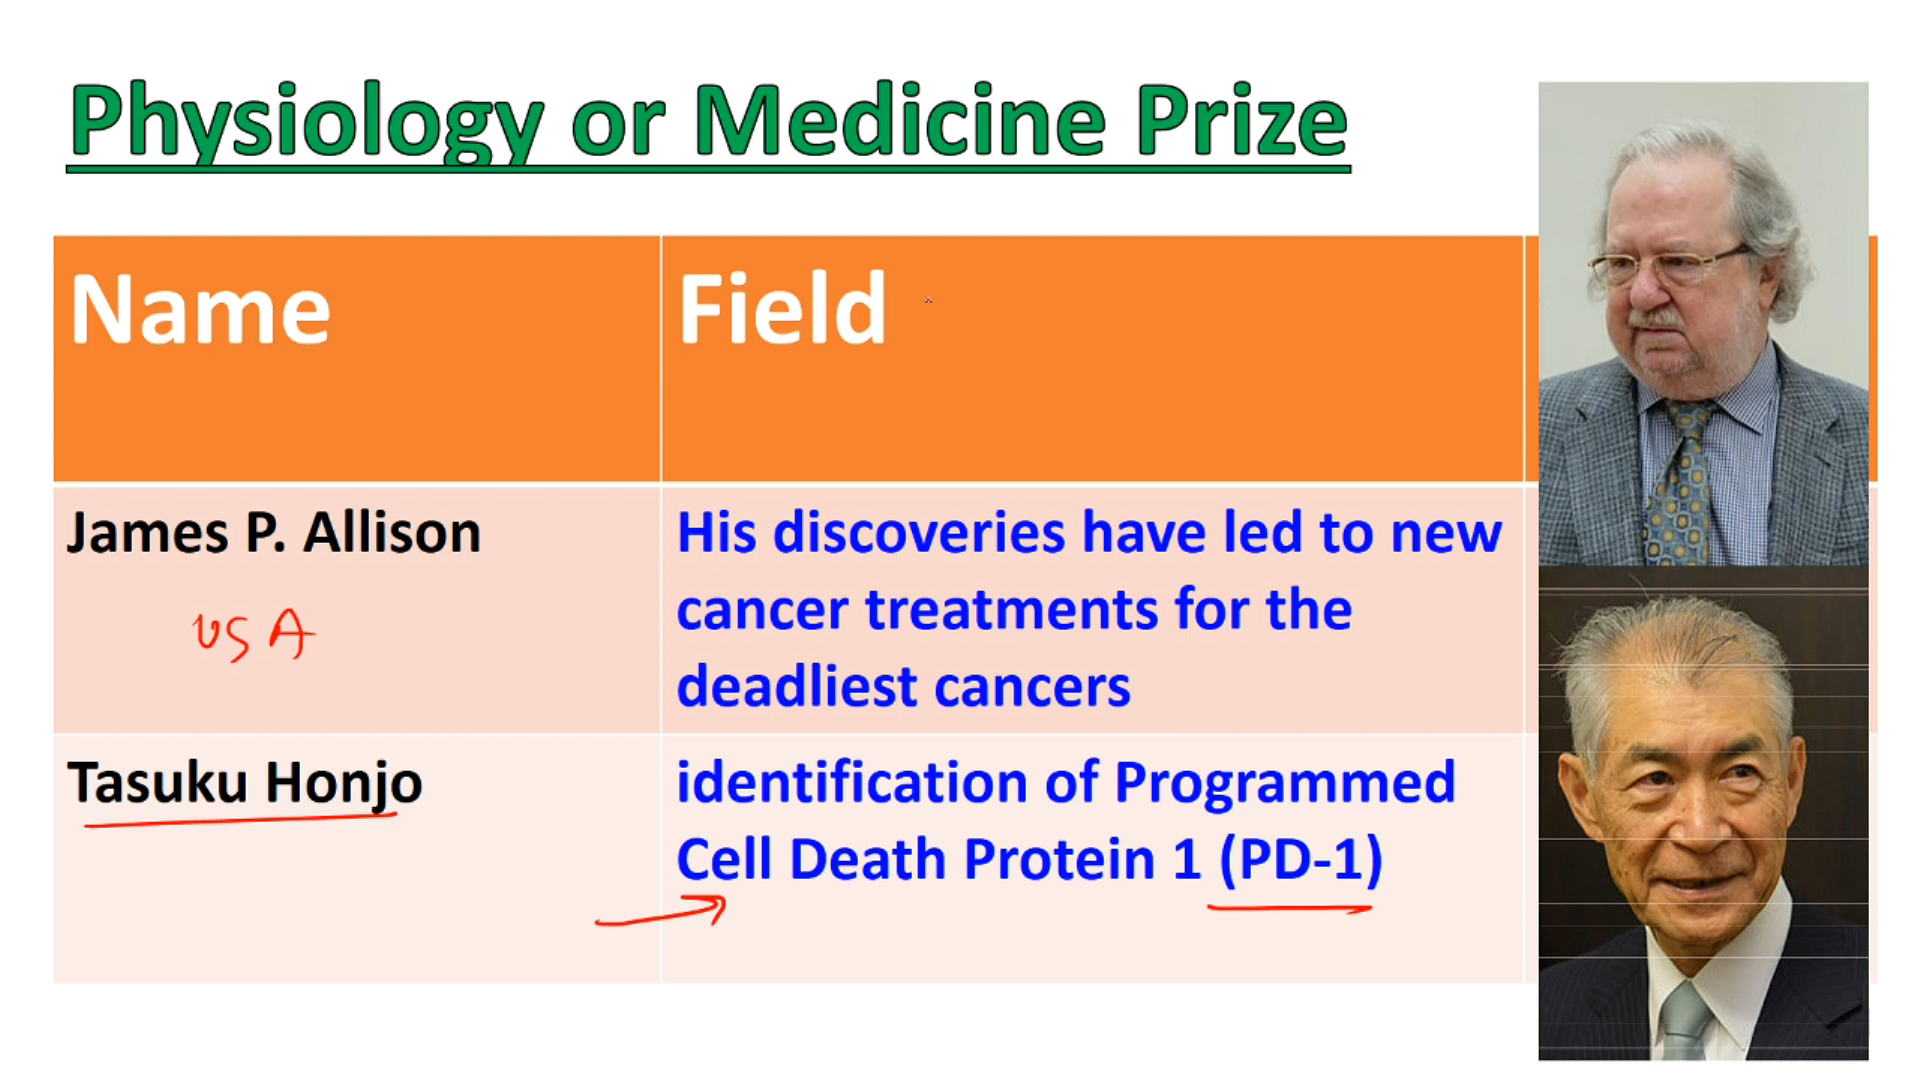 Physiology or Medicine Prize
Name
Field
James P. Allison
USA
His discoveries have led to new
cancer treatments for the
deadliest cancers
Tasuku Honjo
identification of Programmed
Cell Death Protein 1 (PD-1)